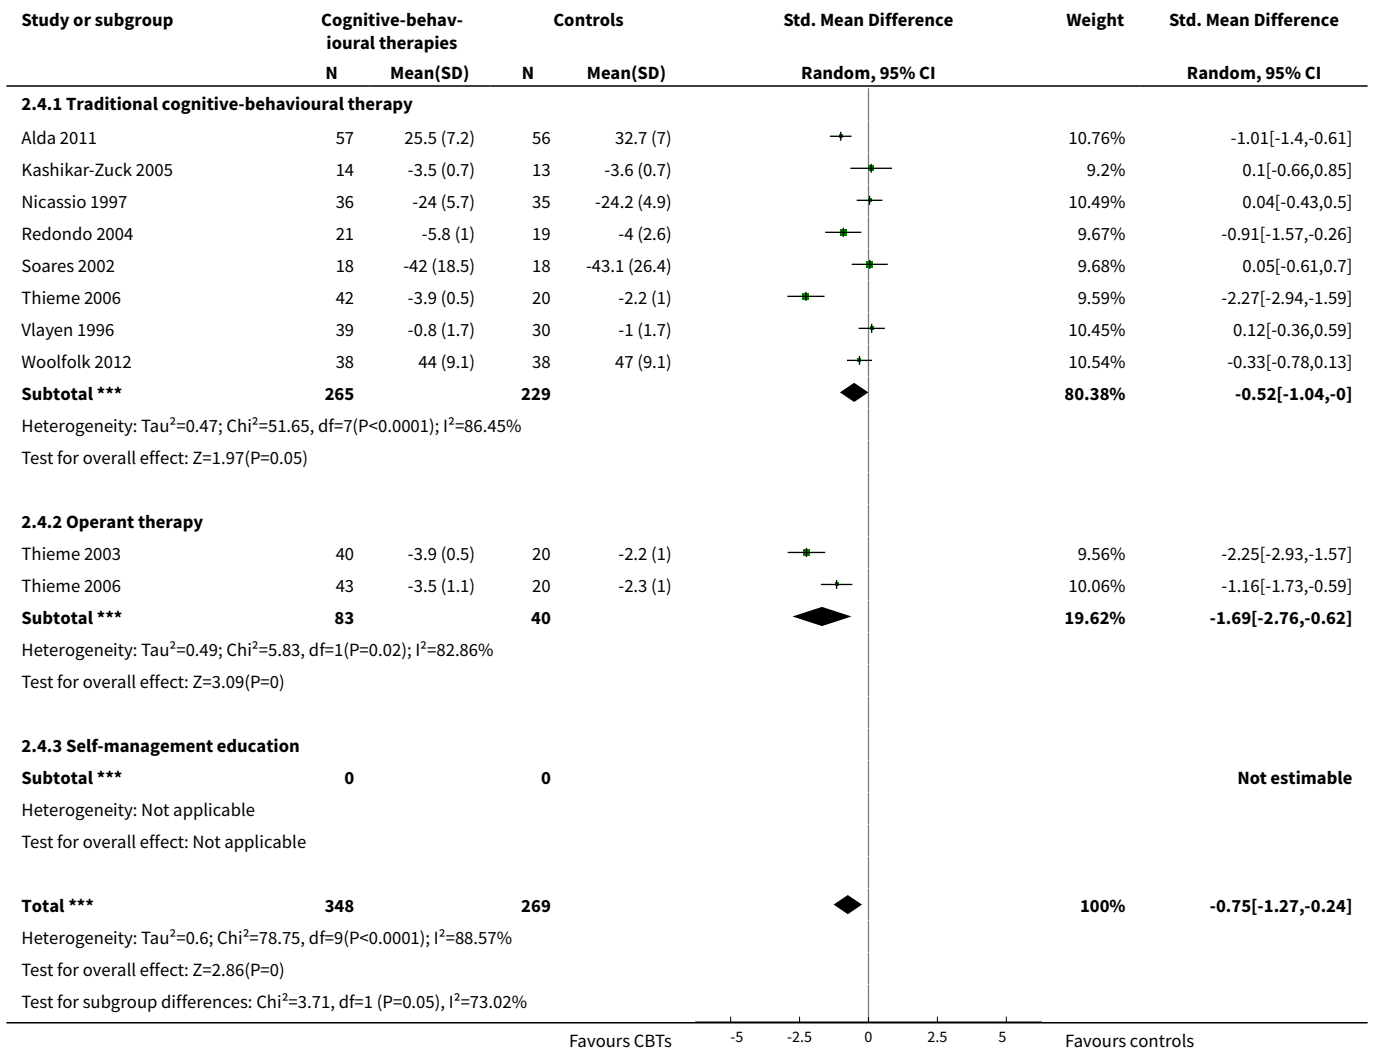 Study or subgroup Cognitive-behav- Controls Std. Mean Difference Weight Std. Mean Difference
ioural therapies
N Mean(SD) N Mean(SD) Random, 95% CI Random, 95% CI
2.4.1 Traditional cognitive-behavioural therapy
Alda 2011 57 25.5 (7.2) 56 32.7 (7) 10.76% -1.01[-1.4,-0.61]
Kashikar-Zuck 2005 14 -3.5 (0.7) 13 -3.6 (0.7) 9.2% 0.1[-0.66,0.85]
Nicassio 1997 36 -24 (5.7) 35 -24.2 (4.9) 10.49% 0.04[-0.43,0.5]
Redondo 2004 21 -5.8 (1) 19 -4 (2.6) 9.67% -0.91[-1.57,-0.26]
Soares 2002 18 -42 (18.5) 18 -43.1 (26.4) 9.68% 0.05[-0.61,0.7]
Thieme 2006 42 -3.9 (0.5) 20 -2.2 (1) 9.59% -2.27[-2.94,-1.59]
Vlayen 1996 39 -0.8 (1.7) 30 -1 (1.7) 10.45% 0.12[-0.36,0.59]
Woolfolk 2012 38 44 (9.1) 38 47 (9.1) 10.54% -0.33[-0.78,0.13]
Subtotal *** 265 229 80.38% -0.52[-1.04,-0]
Heterogeneity: Tau²=0.47; Chi²=51.65, df=7(P<0.0001); I²=86.45%
Test for overall effect: Z=1.97(P=0.05)
2.4.2 Operant therapy
Thieme 2003 40 -3.9 (0.5) 20 -2.2 (1) 9.56% -2.25[-2.93,-1.57]
Thieme 2006 43 -3.5 (1.1) 20 -2.3 (1) 10.06% -1.16[-1.73,-0.59]
Subtotal *** 83 40 19.62% -1.69[-2.76,-0.62]
Heterogeneity: Tau²=0.49; Chi²=5.83, df=1(P=0.02); I²=82.86%
Test for overall effect: Z=3.09(P=0)
2.4.3 Self-management education
Subtotal *** 0 0 Not estimable
Heterogeneity: Not applicable
Test for overall effect: Not applicable
Total *** 348 269 100% -0.75[-1.27,-0.24]
Heterogeneity: Tau²=0.6; Chi²=78.75, df=9(P<0.0001); I²=88.57%
Test for overall effect: Z=2.86(P=0)
Test for subgroup differences: Chi²=3.71, df=1 (P=0.05), I²=73.02%
Favours CBTs -5 -2.5 0 2.5 5 Favours controls